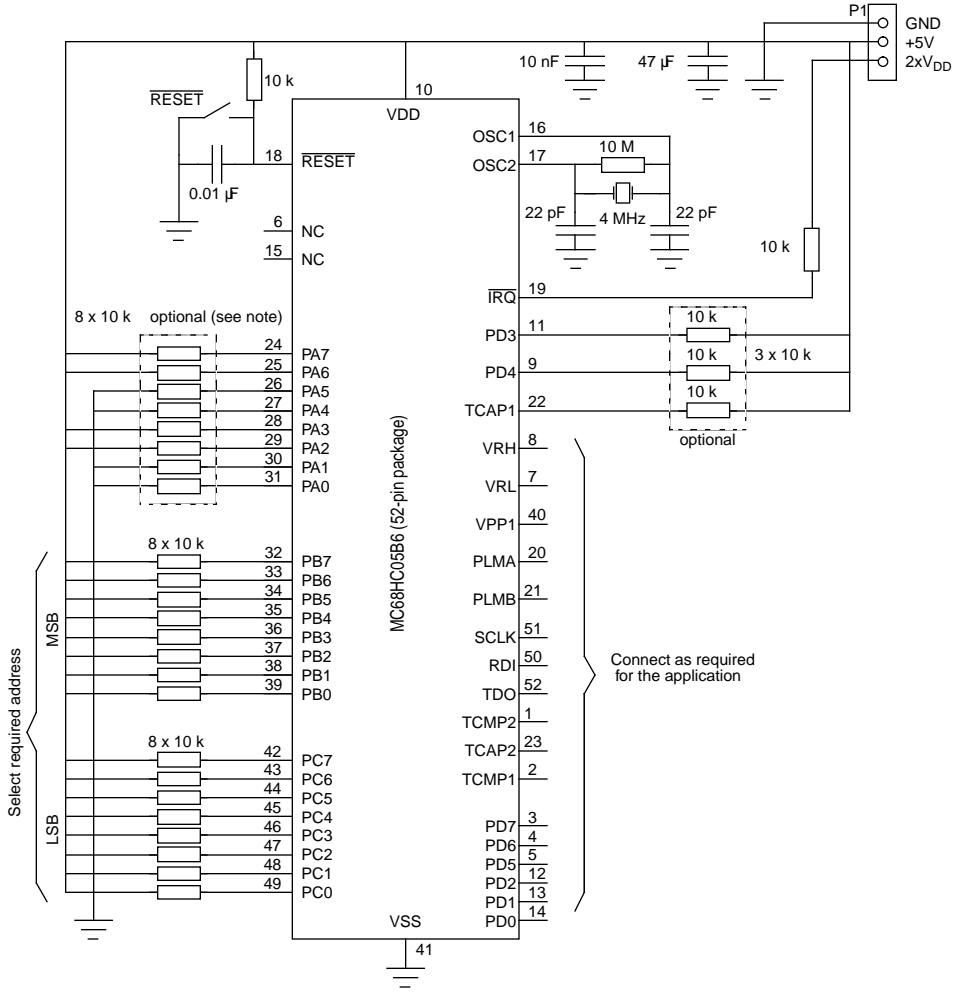 P1
GND
+5V
2xVDD
10 nF
47 µF
10 k
RESET
10
VDD
16
OSC1
10 M
17
OSC2
18
RESET
0.01 µF
22 pF
4 MHz
22 pF
6
NC
15
NC
10 k
19
IRQ
8 x 10 k
optional (see note)
10 k
11
PD3
10 k
3 x 10 k
9
PD4
10 k
22
TCAP1
optional
24
PA7
25
PA6
26
PA5
27
PA4
28
PA3
29
PA2
30
PA1
31
PA0
MC68HC05B6 (52-pin package)
VRH
8
VRL
7
VPP1
40
PLMA
20
PLMB
21
SCLK
51
RDI
50
TDO
52
TCMP2
1
TCAP2
23
TCMP1
2
Connect as required
for the application
8 x 10 k
32
PB7
33
PB6
34
PB5
35
PB4
36
PB3
37
PB2
38
PB1
39
PB0
MSB
Select required address
LSB
8 x 10 k
42
PC7
43
PC6
44
PC5
45
PC4
46
PC3
47
PC2
48
PC1
49
PC0
PD7
3
PD6
4
PD5
5
PD2
12
PD1
13
PD0
14
VSS
41